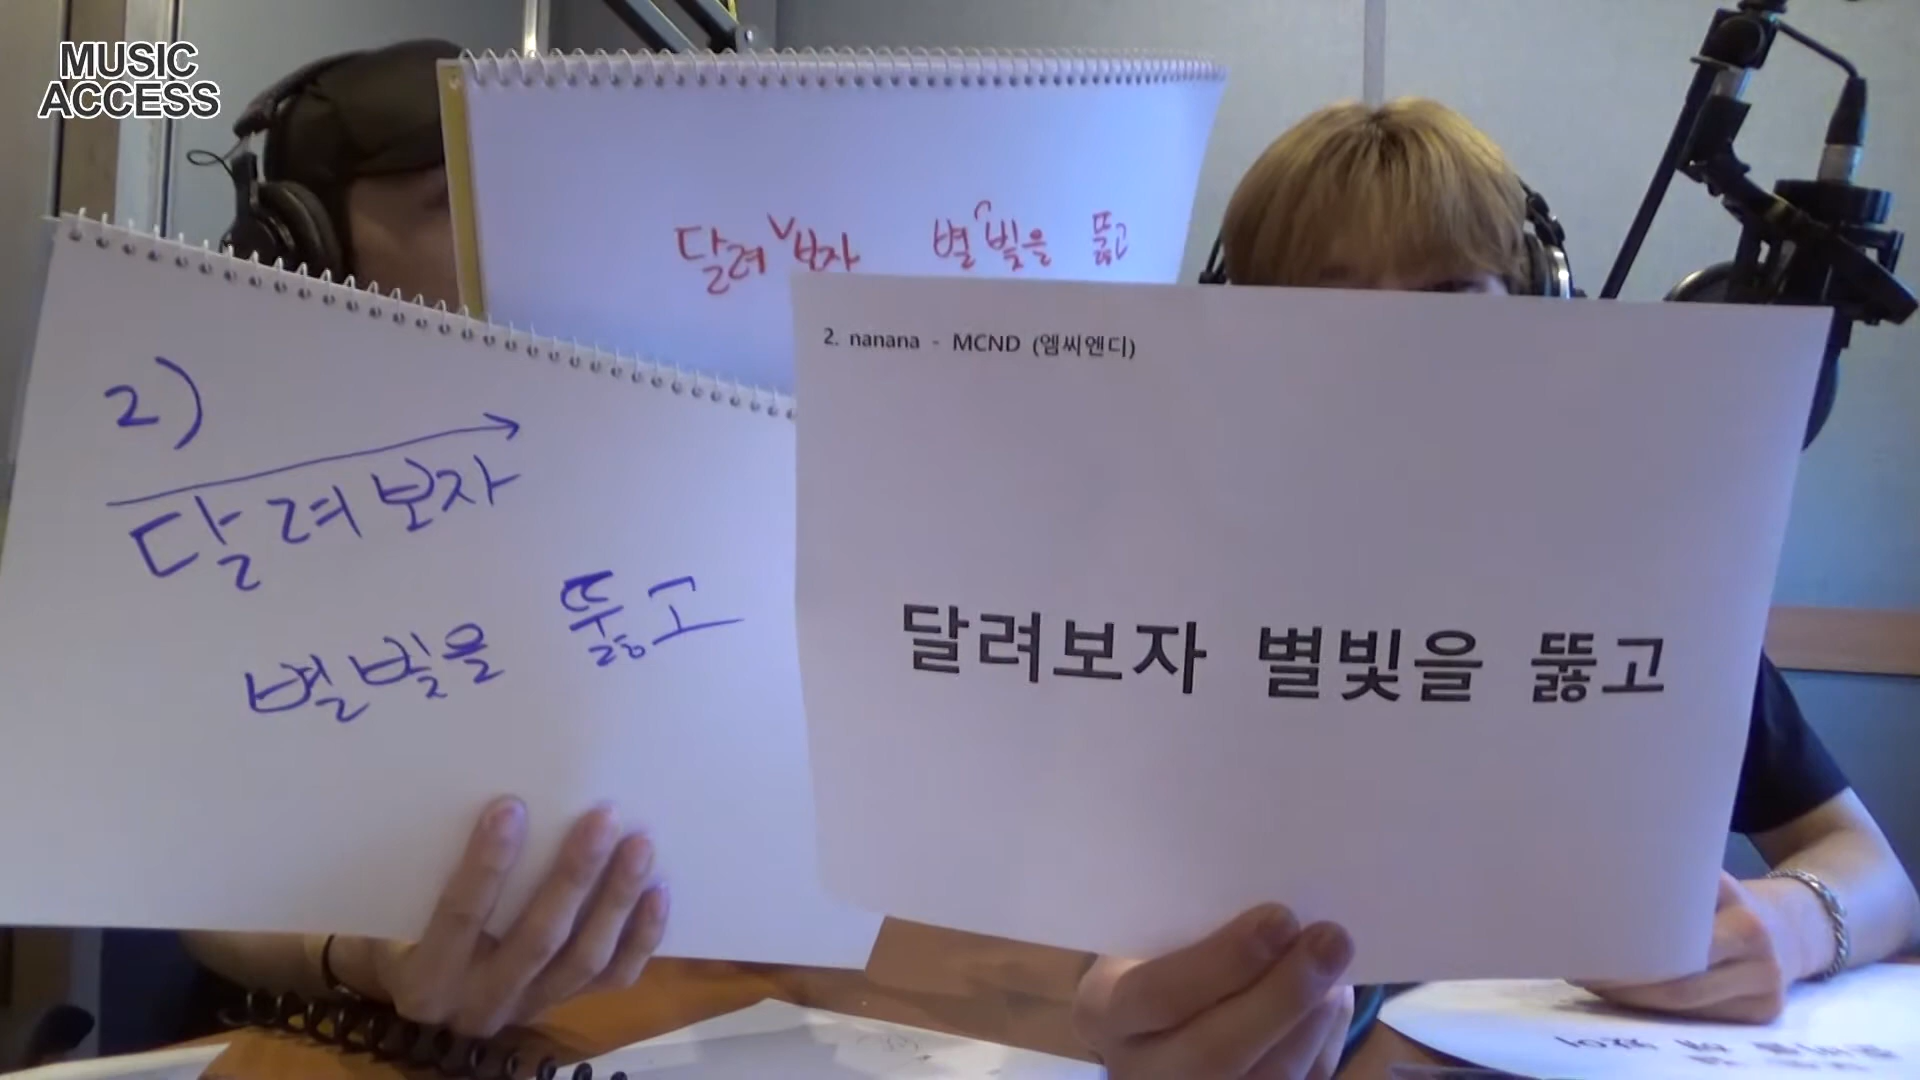 MUSIC
ACCESS
달려보자 별빛을 뚫고
2. nanana - MCND (엠씨엔디)
2)
달려보자
별빛을 뚫고
달려보자 별빛을 뚫고